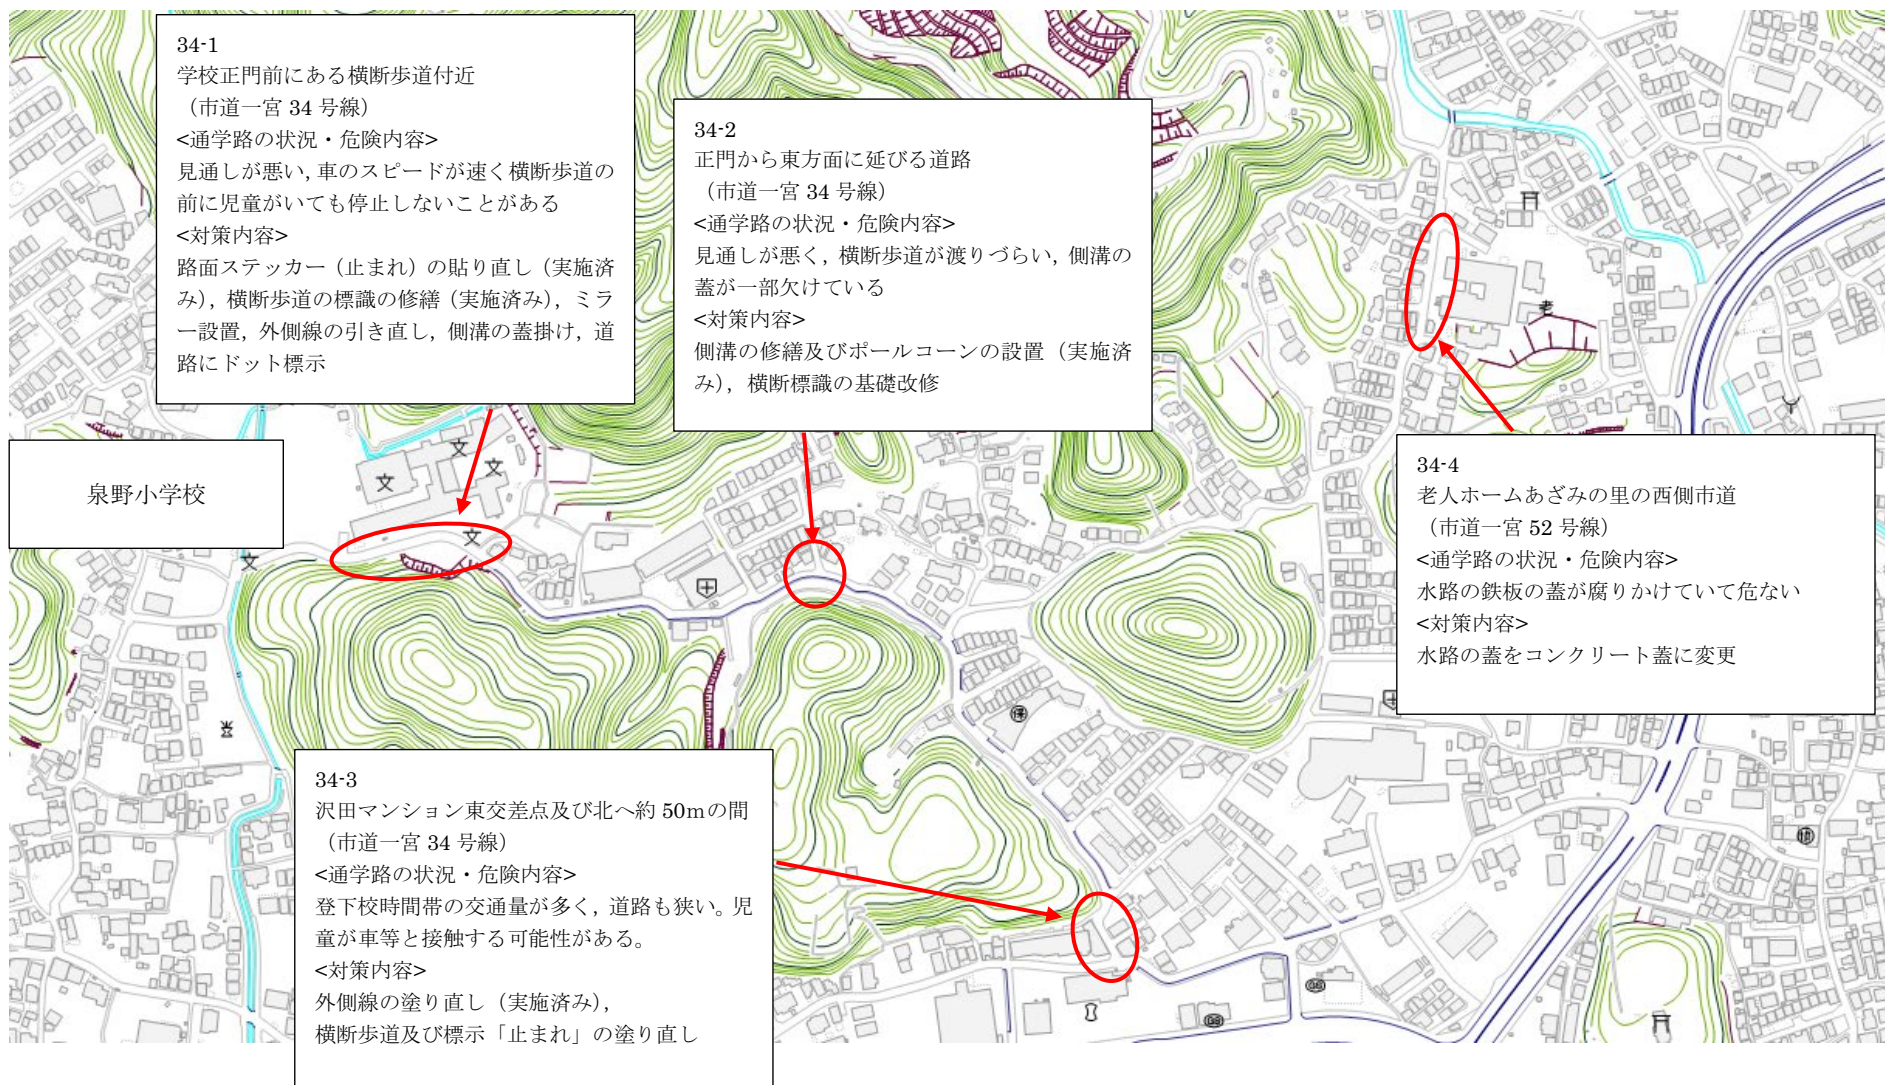 34-1
学校正門前にある横断歩道付近
（市道一宮 34 号線）
<通学路の状況・危険内容>
見通しが悪い，車のスピードが速く横断歩道の
前に児童がいても停止しないことがある
<対策内容>
路面ステッカー（止まれ）の貼り直し（実施済
み），横断歩道の標識の修繕（実施済み），ミラ
ー設置，外側線の引き直し，側溝の蓋掛け，道
路にドット標示
34-2
正門から東方面に延びる道路
（市道一宮 34 号線）
<通学路の状況・危険内容>
見通しが悪く，横断歩道が渡りづらい，側溝の
蓋が一部欠けている
<対策内容>
側溝の修繕及びポールコーンの設置（実施済
み），横断標識の基礎改修
泉野小学校
34-4
老人ホームあざみの里の西側市道
（市道一宮 52 号線）
<通学路の状況・危険内容>
水路の鉄板の蓋が腐りかけていて危ない
<対策内容>
水路の蓋をコンクリート蓋に変更
34-3
沢田マンション東交差点及び北へ約 50ｍの間
（市道一宮 34 号線）
<通学路の状況・危険内容>
登下校時間帯の交通量が多く，道路も狭い。児
童が車等と接触する可能性がある。
<対策内容>
外側線の塗り直し（実施済み），
横断歩道及び標示「止まれ」の塗り直し
文
文
文
文
文
老
保